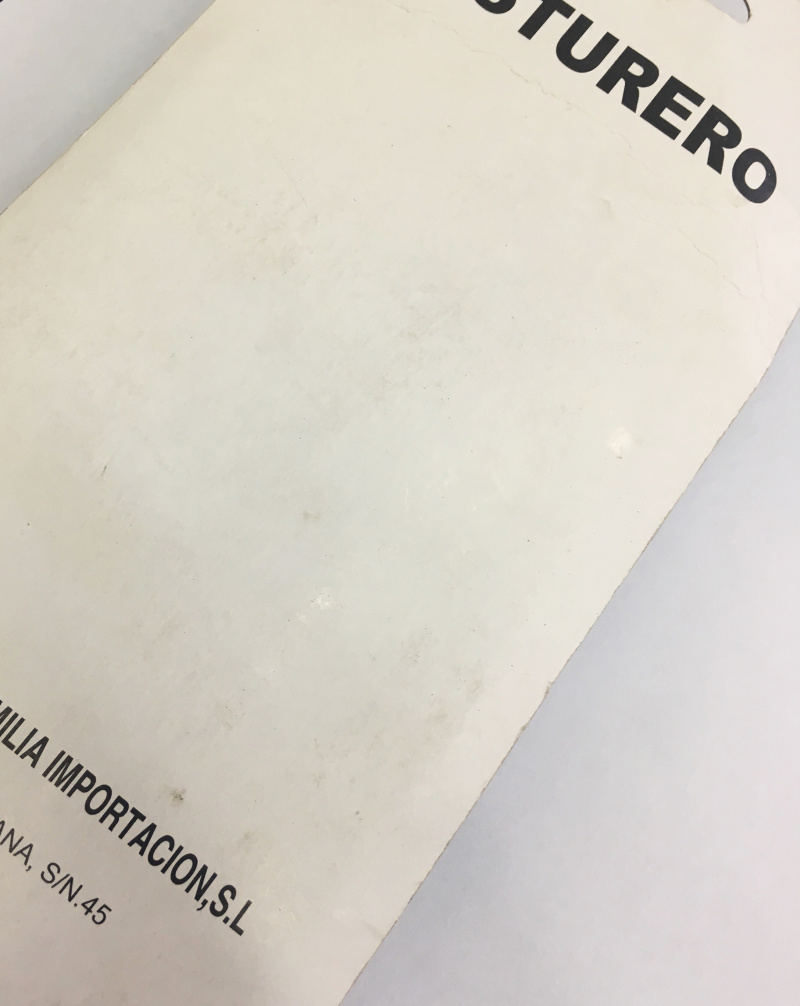 STURERO
MILIA IMPORTACION,S.L
ANA, S/N.45